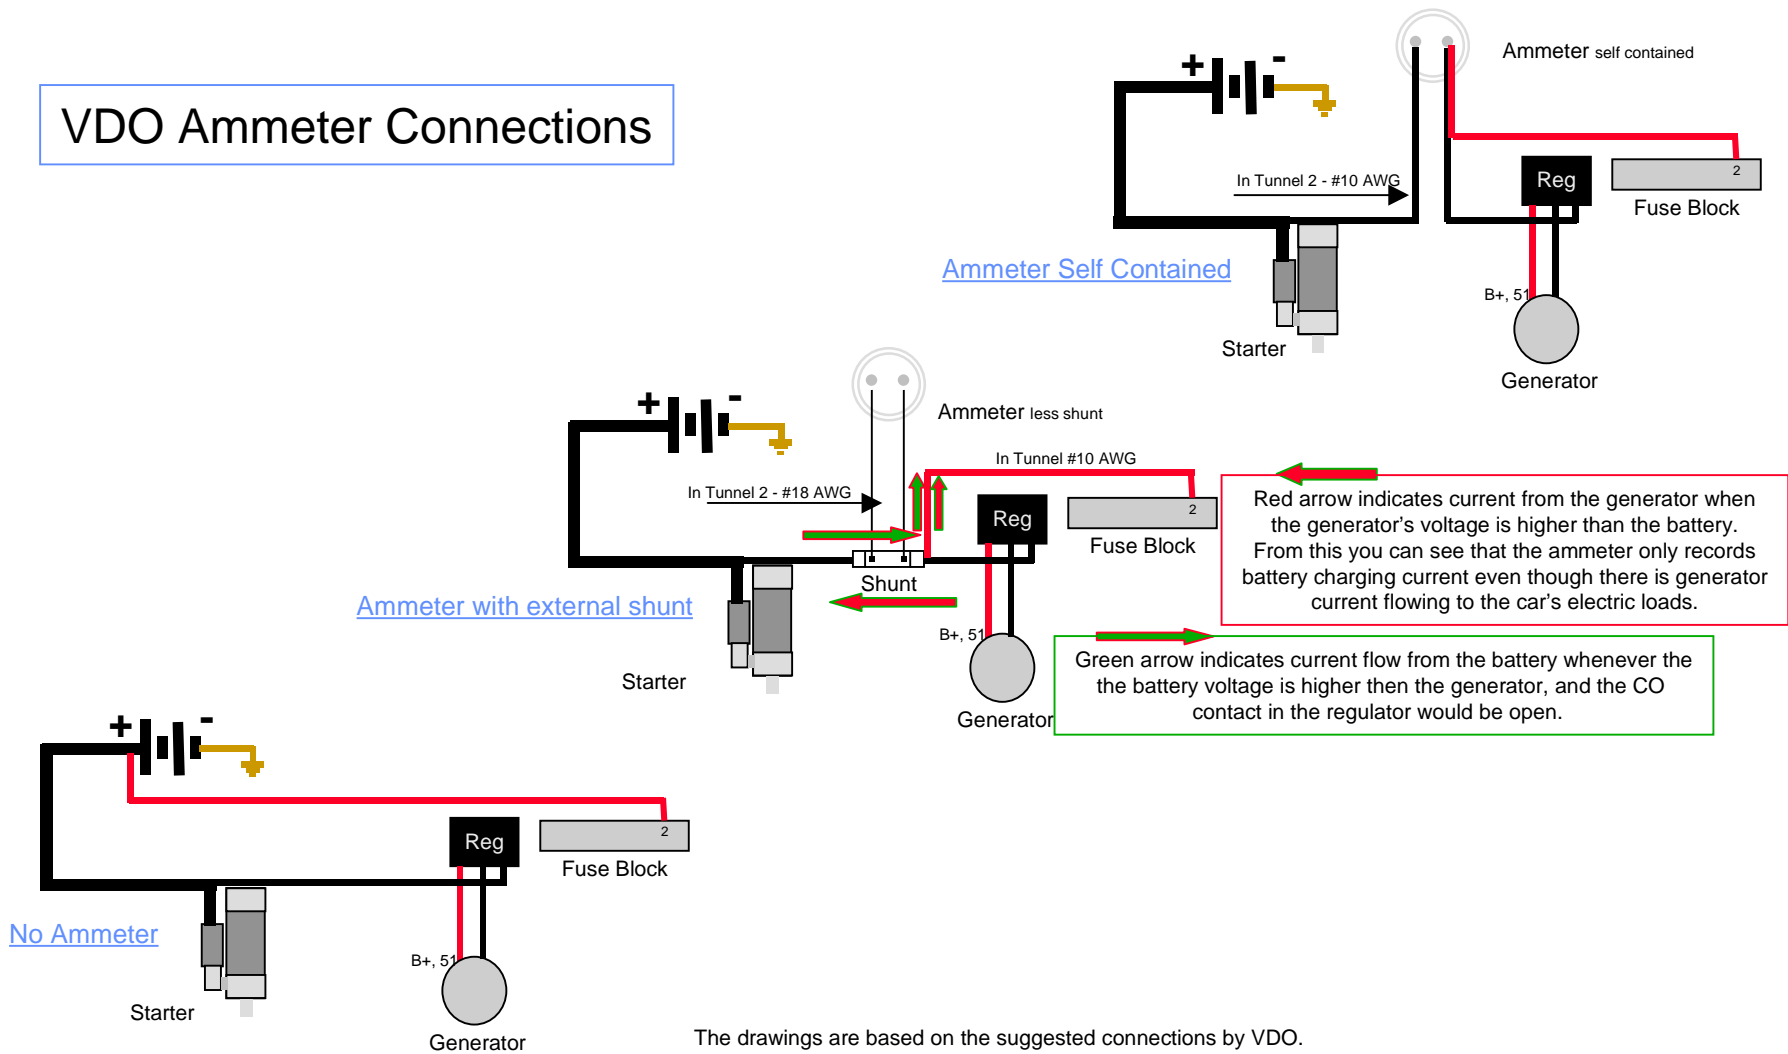 VDO Ammeter Connections
+ -
Ammeter self contained
In Tunnel 2 - #10 AWG
Reg
2
Fuse Block
Ammeter Self Contained
B+, 51
Starter
Generator
+ -
Ammeter less shunt
In Tunnel #10 AWG
In Tunnel 2 - #18 AWG
Reg
2
Fuse Block
Shunt
Ammeter with external shunt
B+, 51
Starter
Generator
Red arrow indicates current from the generator when
the generator's voltage is higher than the battery.
From this you can see that the ammeter only records
battery charging current even though there is generator
current flowing to the car's electric loads.
Green arrow indicates current flow from the battery whenever the
the battery voltage is higher then the generator, and the CO
contact in the regulator would be open.
+ -
Reg
2
Fuse Block
No Ammeter
B+, 51
Starter
Generator
The drawings are based on the suggested connections by VDO.